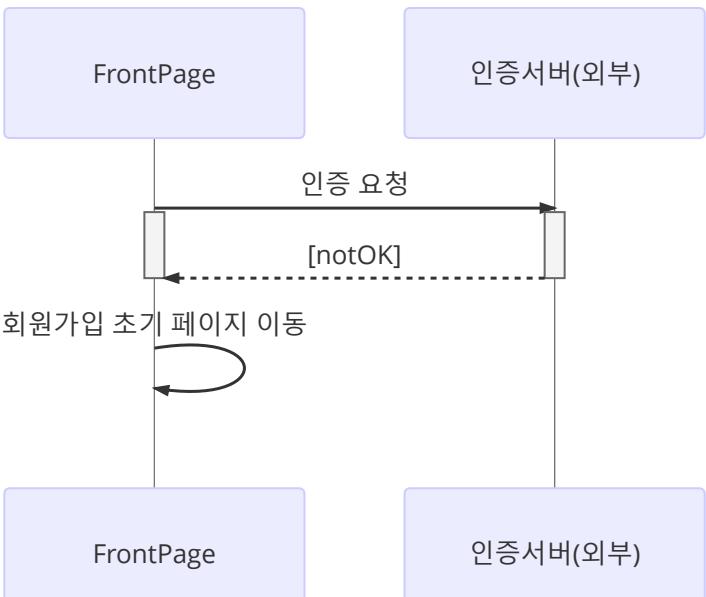 FrontPage
인증서버(외부)
인증 요청
[notOK]
회원가입 초기 페이지 이동
FrontPage
인증서버(외부)